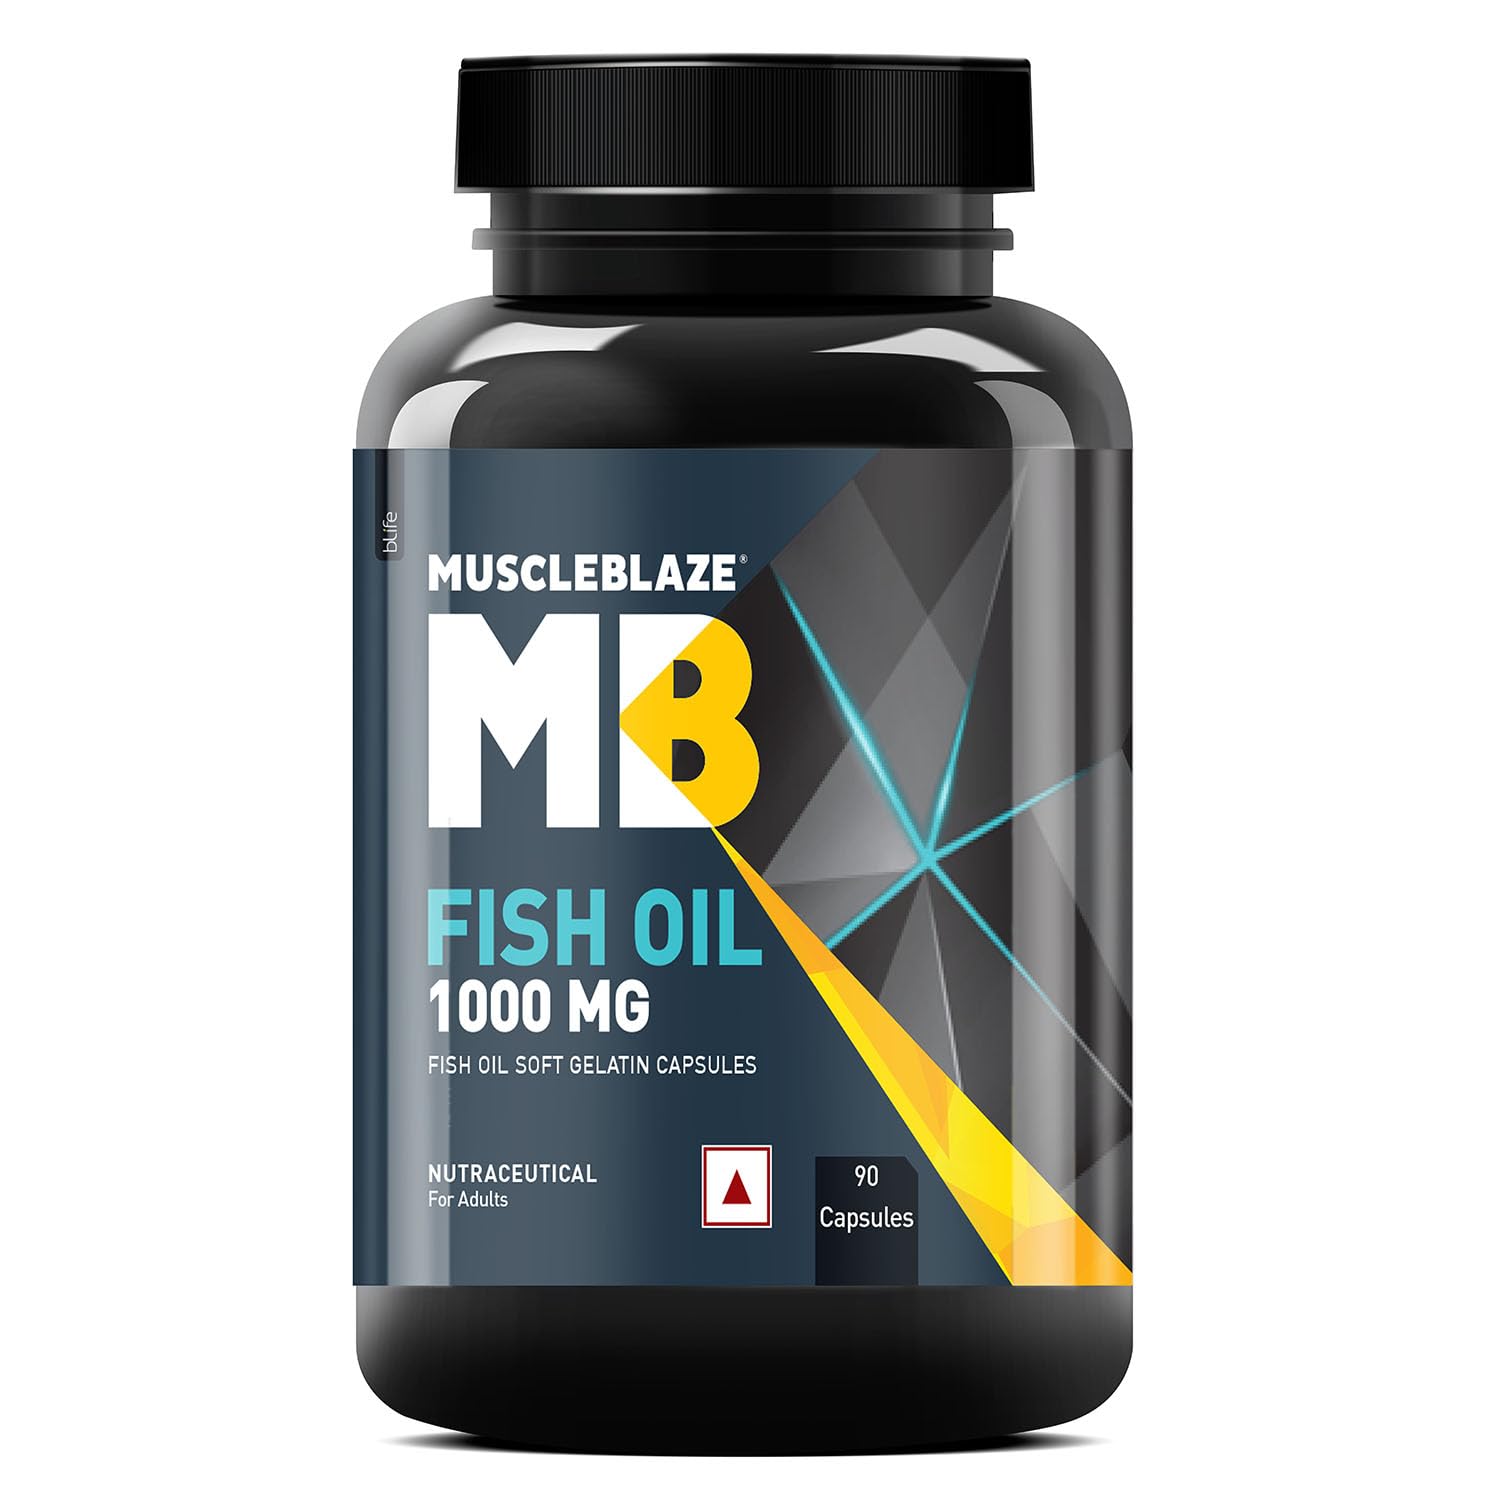 bLife
MUSCLEBLAZE®
MB
FISH OIL
1000 MG
FISH OIL SOFT GELATIN CAPSULES
NUTRACEUTICAL
For Adults
90
Capsules